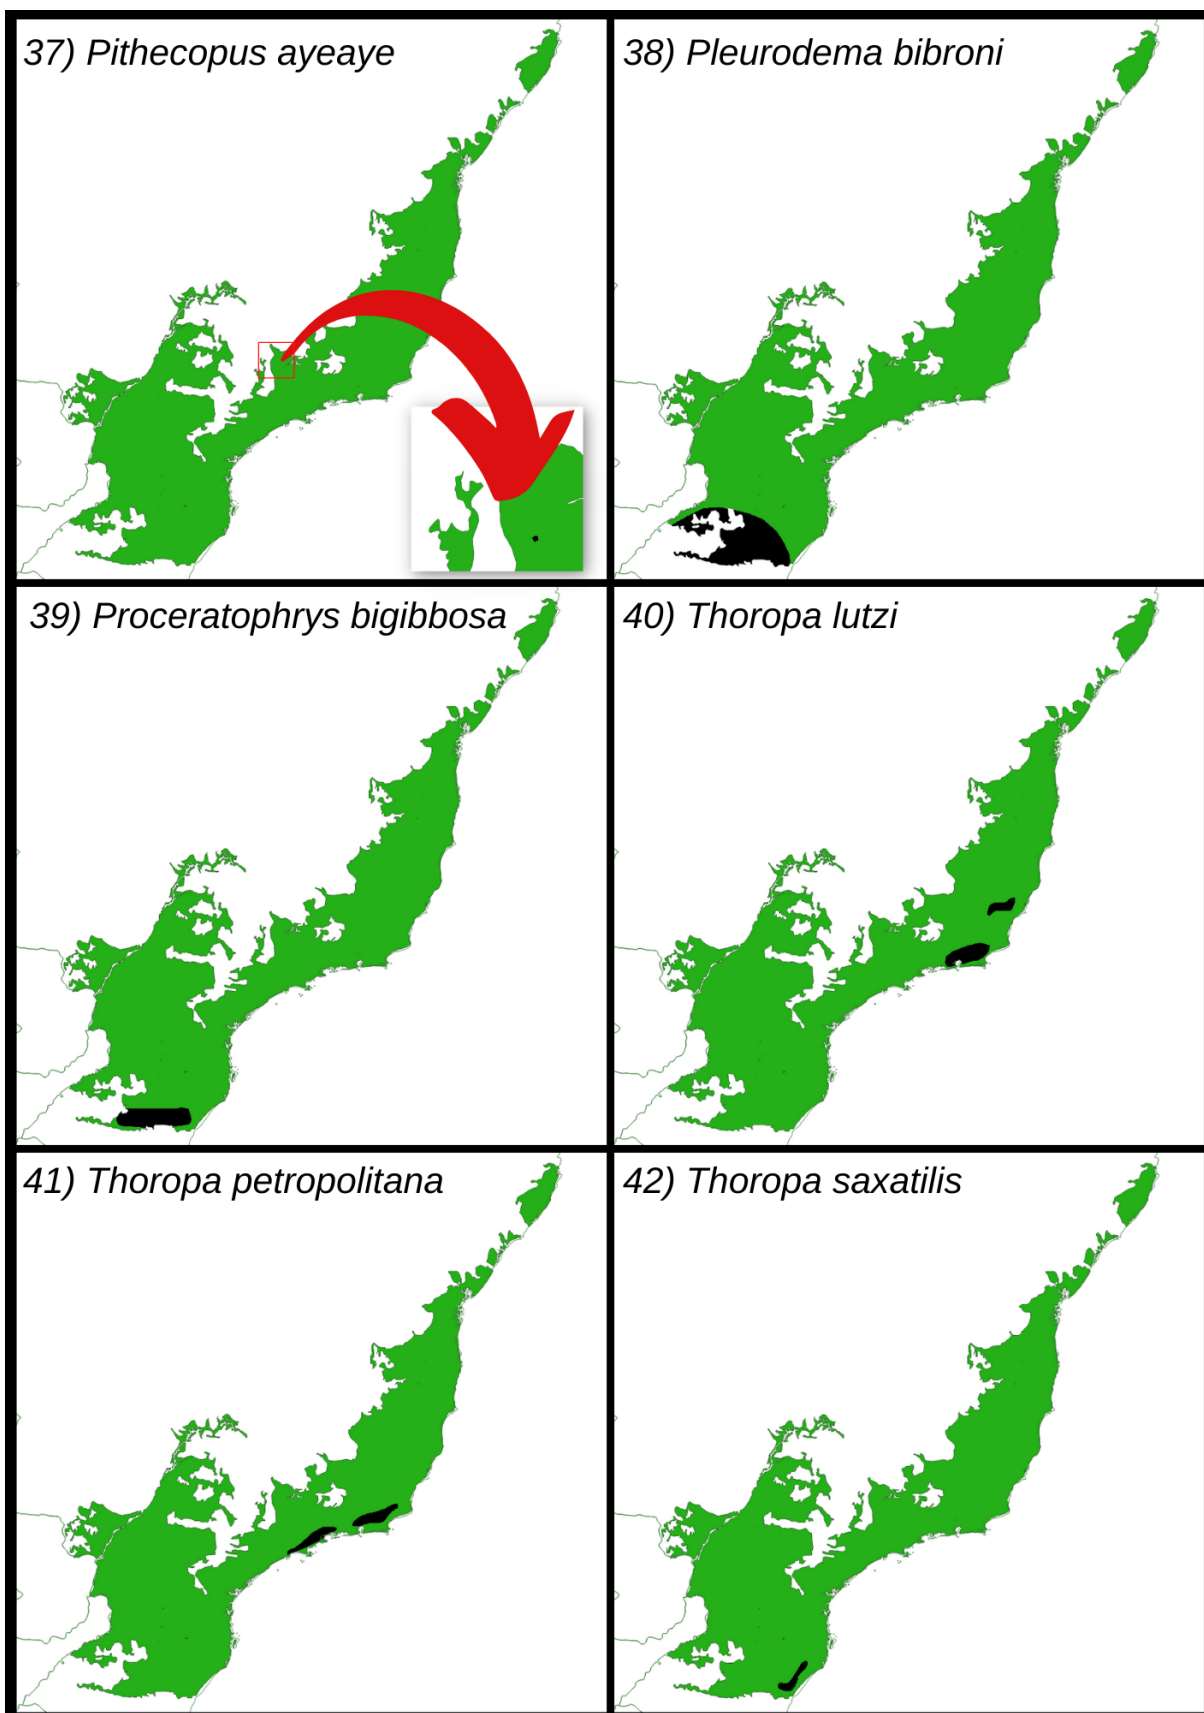 37) Pithecopus ayeaye
38) Pleurodema bibroni
39) Proceratophrys bigibbosa
40) Thoropa lutzi
41) Thoropa petropolitana
42) Thoropa saxatilis